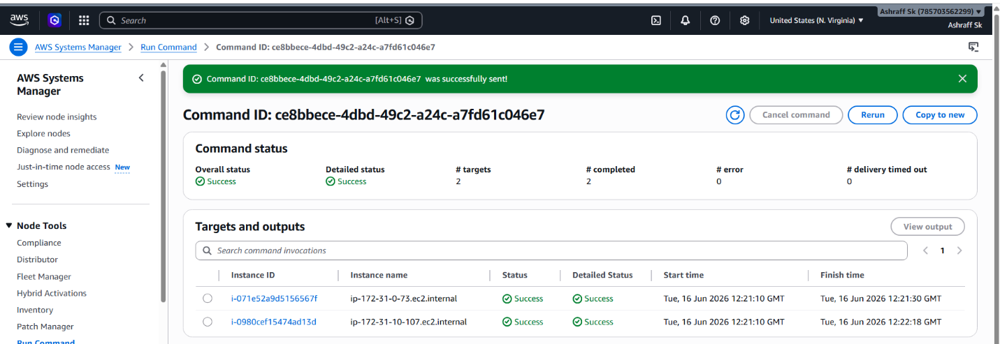 aws
Search [Alt+S]
United States (N. Virginia) ▼
Ashraff Sk (785703562299) ▼
Ashraff Sk
AWS Systems Manager > Run Command > Command ID: ce8bbece-4dbd-49c2-a24c-a7fd61c046e7
AWS Systems
Manager
Review node insights
Explore nodes
Diagnose and remediate
Just-in-time node access New
Settings
▼ Node Tools
Compliance
Distributor
Fleet Manager
Hybrid Activations
Inventory
Patch Manager
Run Command
Command ID: ce8bbece-4dbd-49c2-a24c-a7fd61c046e7 was successfully sent!
Command ID: ce8bbece-4dbd-49c2-a24c-a7fd61c046e7
Cancel command Rerun Copy to new
Command status
Overall status Detailed status # targets # completed # error # delivery timed out
Success Success 2 2 0 0
Targets and outputs View output
Search command invocations
1
Instance ID Instance name Status Detailed Status Start time Finish time
i-071e52a9d5156567f ip-172-31-0-73.ec2.internal Success Success Tue, 16 Jun 2026 12:21:10 GMT Tue, 16 Jun 2026 12:21:30 GMT
i-0980cef15474ad13d ip-172-31-10-107.ec2.internal Success Success Tue, 16 Jun 2026 12:21:10 GMT Tue, 16 Jun 2026 12:22:18 GMT